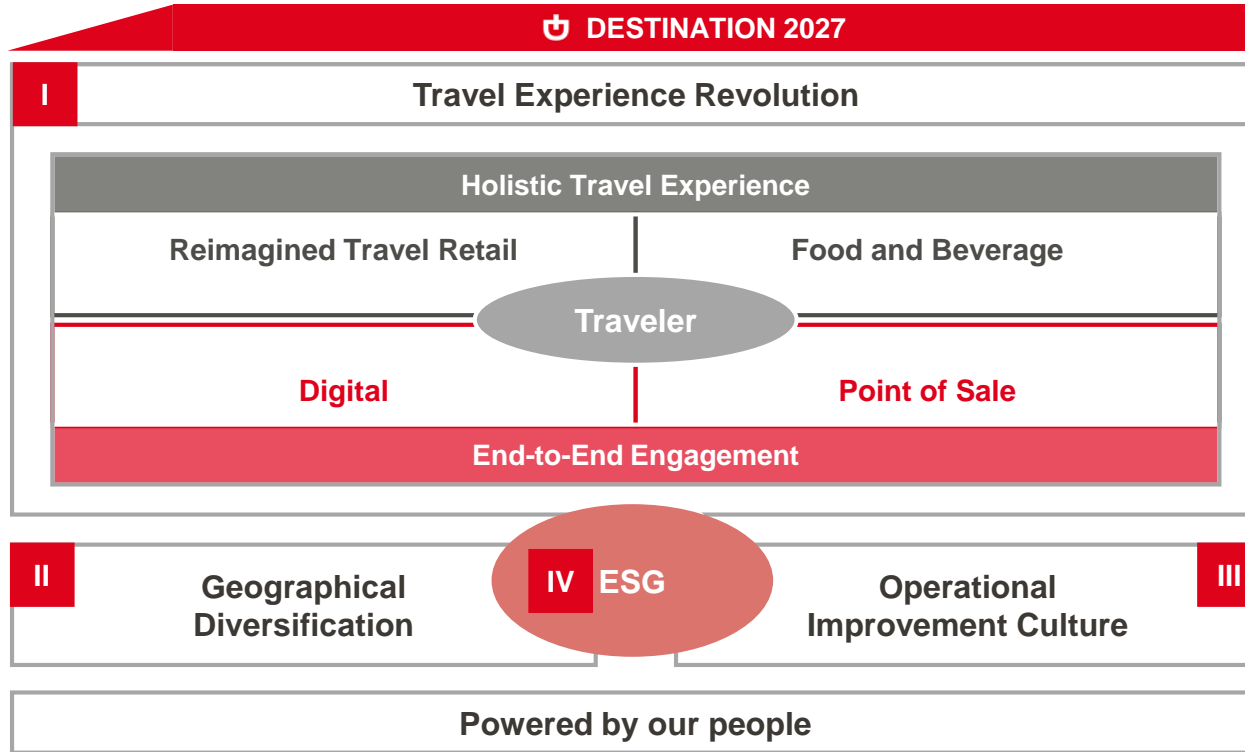 DESTINATION 2027
I
Travel Experience Revolution
Holistic Travel Experience
Reimagined Travel Retail
Food and Beverage
Traveler
Digital
Point of Sale
End-to-End Engagement
II
Geographical
Diversification
IV ESG
Operational
Improvement Culture
III
Powered by our people